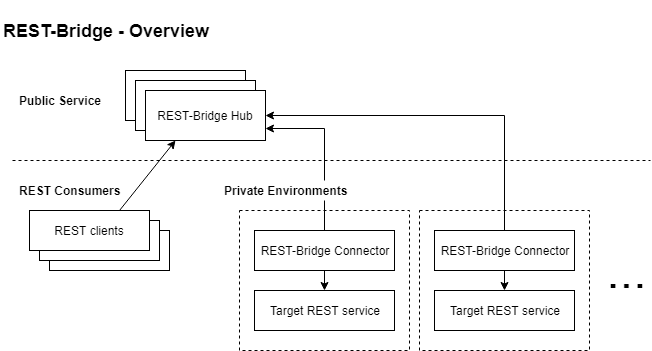 REST-Bridge - Overview
Public Service
REST-Bridge Hub
REST Consumers
Private Environments
REST clients
REST-Bridge Connector
REST-Bridge Connector
Target REST service
Target REST service
...